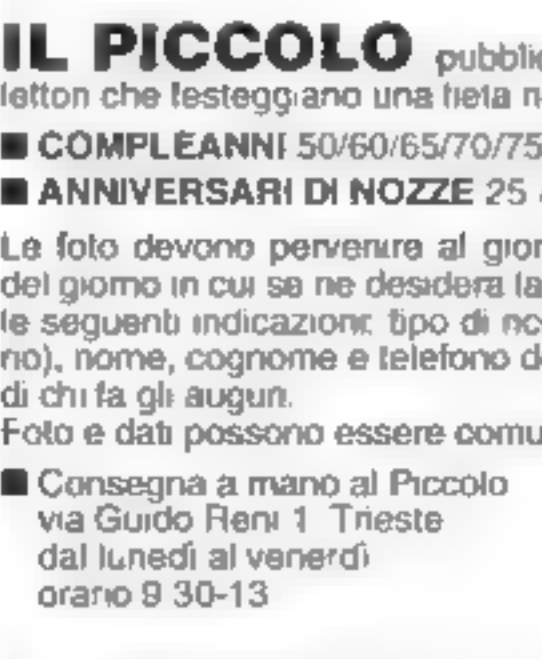 IL PICCOLO
lettori che festeggiano una lieta
COMPLEANNI 50/60/65/70/75
ANNIVERSARI DI NOZZE 25
Le foto devono pervenire al
del giorno in cui se ne desidera la
le seguenti indicazioni: tipo di
nome, cognome e telefono
di chi fa gli auguri.
Foto e dati possono essere
Consegna a mano al Piccolo
via Guido Reni 1 Trieste
dal lunedì al venerdì
orario 9 30-13